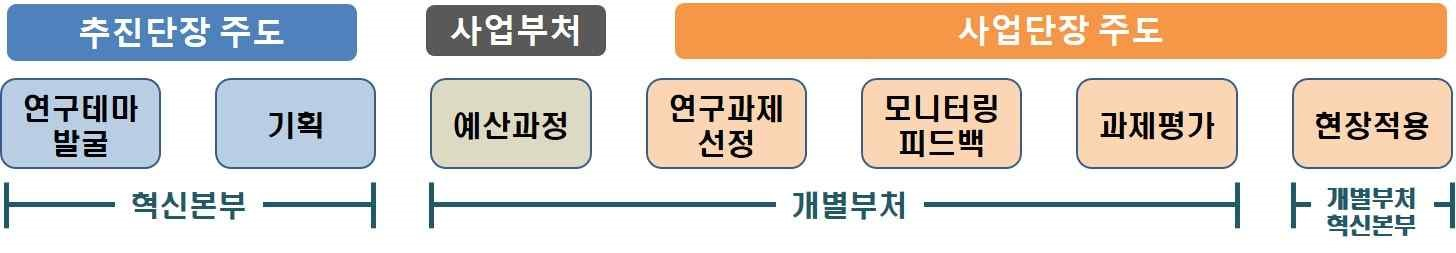 추진단장 주도
사업부처
사업단장 주도
연구테마
발굴
기획
예산과정
연구과제
선정
모니터링
피드백
과제평가
현장적용
혁신본부
개별부처
개별부처
혁신본부